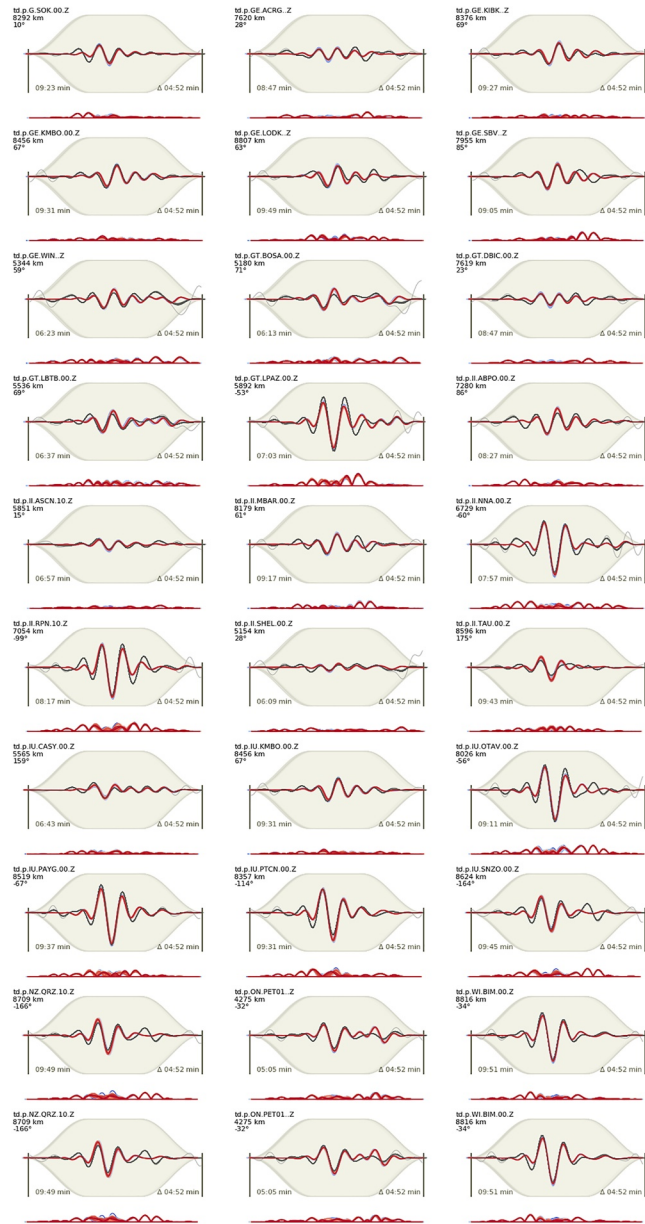 td.p.G.SOK.00.Z
8292 km
10°
09:23 min
Δ 04:52 min
td.p.GE.ACRG..Z
7620 km
28°
08:47 min
Δ 04:52 min
td.p.GE.KIBK..Z
8376 km
69°
09:27 min
Δ 04:52 min
td.p.GE.KMBO.00.Z
8456 km
67°
09:31 min
Δ 04:52 min
td.p.GE.LODK..Z
8807 km
63°
09:49 min
Δ 04:52 min
td.p.GE.SBV..Z
7955 km
85°
09:05 min
Δ 04:52 min
td.p.GE.WIN..Z
5344 km
59°
06:23 min
Δ 04:52 min
td.p.GT.BOSA.00.Z
5180 km
71°
06:13 min
Δ 04:52 min
td.p.GT.DBIC.00.Z
7619 km
23°
08:47 min
Δ 04:52 min
td.p.GT.LBTB.00.Z
5536 km
69°
06:37 min
Δ 04:52 min
td.p.GT.LPAZ.00.Z
5892 km
-53°
07:03 min
Δ 04:52 min
td.p.II.ABPO.00.Z
7280 km
86°
08:27 min
Δ 04:52 min
td.p.II.ASCN.10.Z
5851 km
15°
06:57 min
Δ 04:52 min
td.p.II.MBAR.00.Z
8179 km
61°
09:17 min
Δ 04:52 min
td.p.II.NNA.00.Z
6729 km
-60°
07:57 min
Δ 04:52 min
td.p.II.RPN.10.Z
7054 km
-99°
08:17 min
Δ 04:52 min
td.p.II.SHEL.00.Z
5154 km
28°
06:09 min
Δ 04:52 min
td.p.II.TAU.00.Z
8596 km
175°
09:43 min
Δ 04:52 min
td.p.IU.CASY.00.Z
5565 km
159°
06:43 min
Δ 04:52 min
td.p.IU.KMBO.00.Z
8456 km
67°
09:31 min
Δ 04:52 min
td.p.IU.OTAV.00.Z
8026 km
-56°
09:11 min
Δ 04:52 min
td.p.IU.PAYG.00.Z
8519 km
-67°
09:37 min
Δ 04:52 min
td.p.IU.PTCN.00.Z
8357 km
-114°
09:31 min
Δ 04:52 min
td.p.IU.SNZO.00.Z
8624 km
-164°
09:45 min
Δ 04:52 min
td.p.NZ.QRZ.10.Z
8709 km
-166°
09:49 min
Δ 04:52 min
td.p.ON.PET01..Z
4275 km
-32°
05:05 min
Δ 04:52 min
td.p.WI.BIM.00.Z
8816 km
-34°
09:51 min
Δ 04:52 min
td.p.NZ.QRZ.10.Z
8709 km
-166°
09:49 min
Δ 04:52 min
td.p.ON.PET01..Z
4275 km
-32°
05:05 min
Δ 04:52 min
td.p.WI.BIM.00.Z
8816 km
-34°
09:51 min
Δ 04:52 min